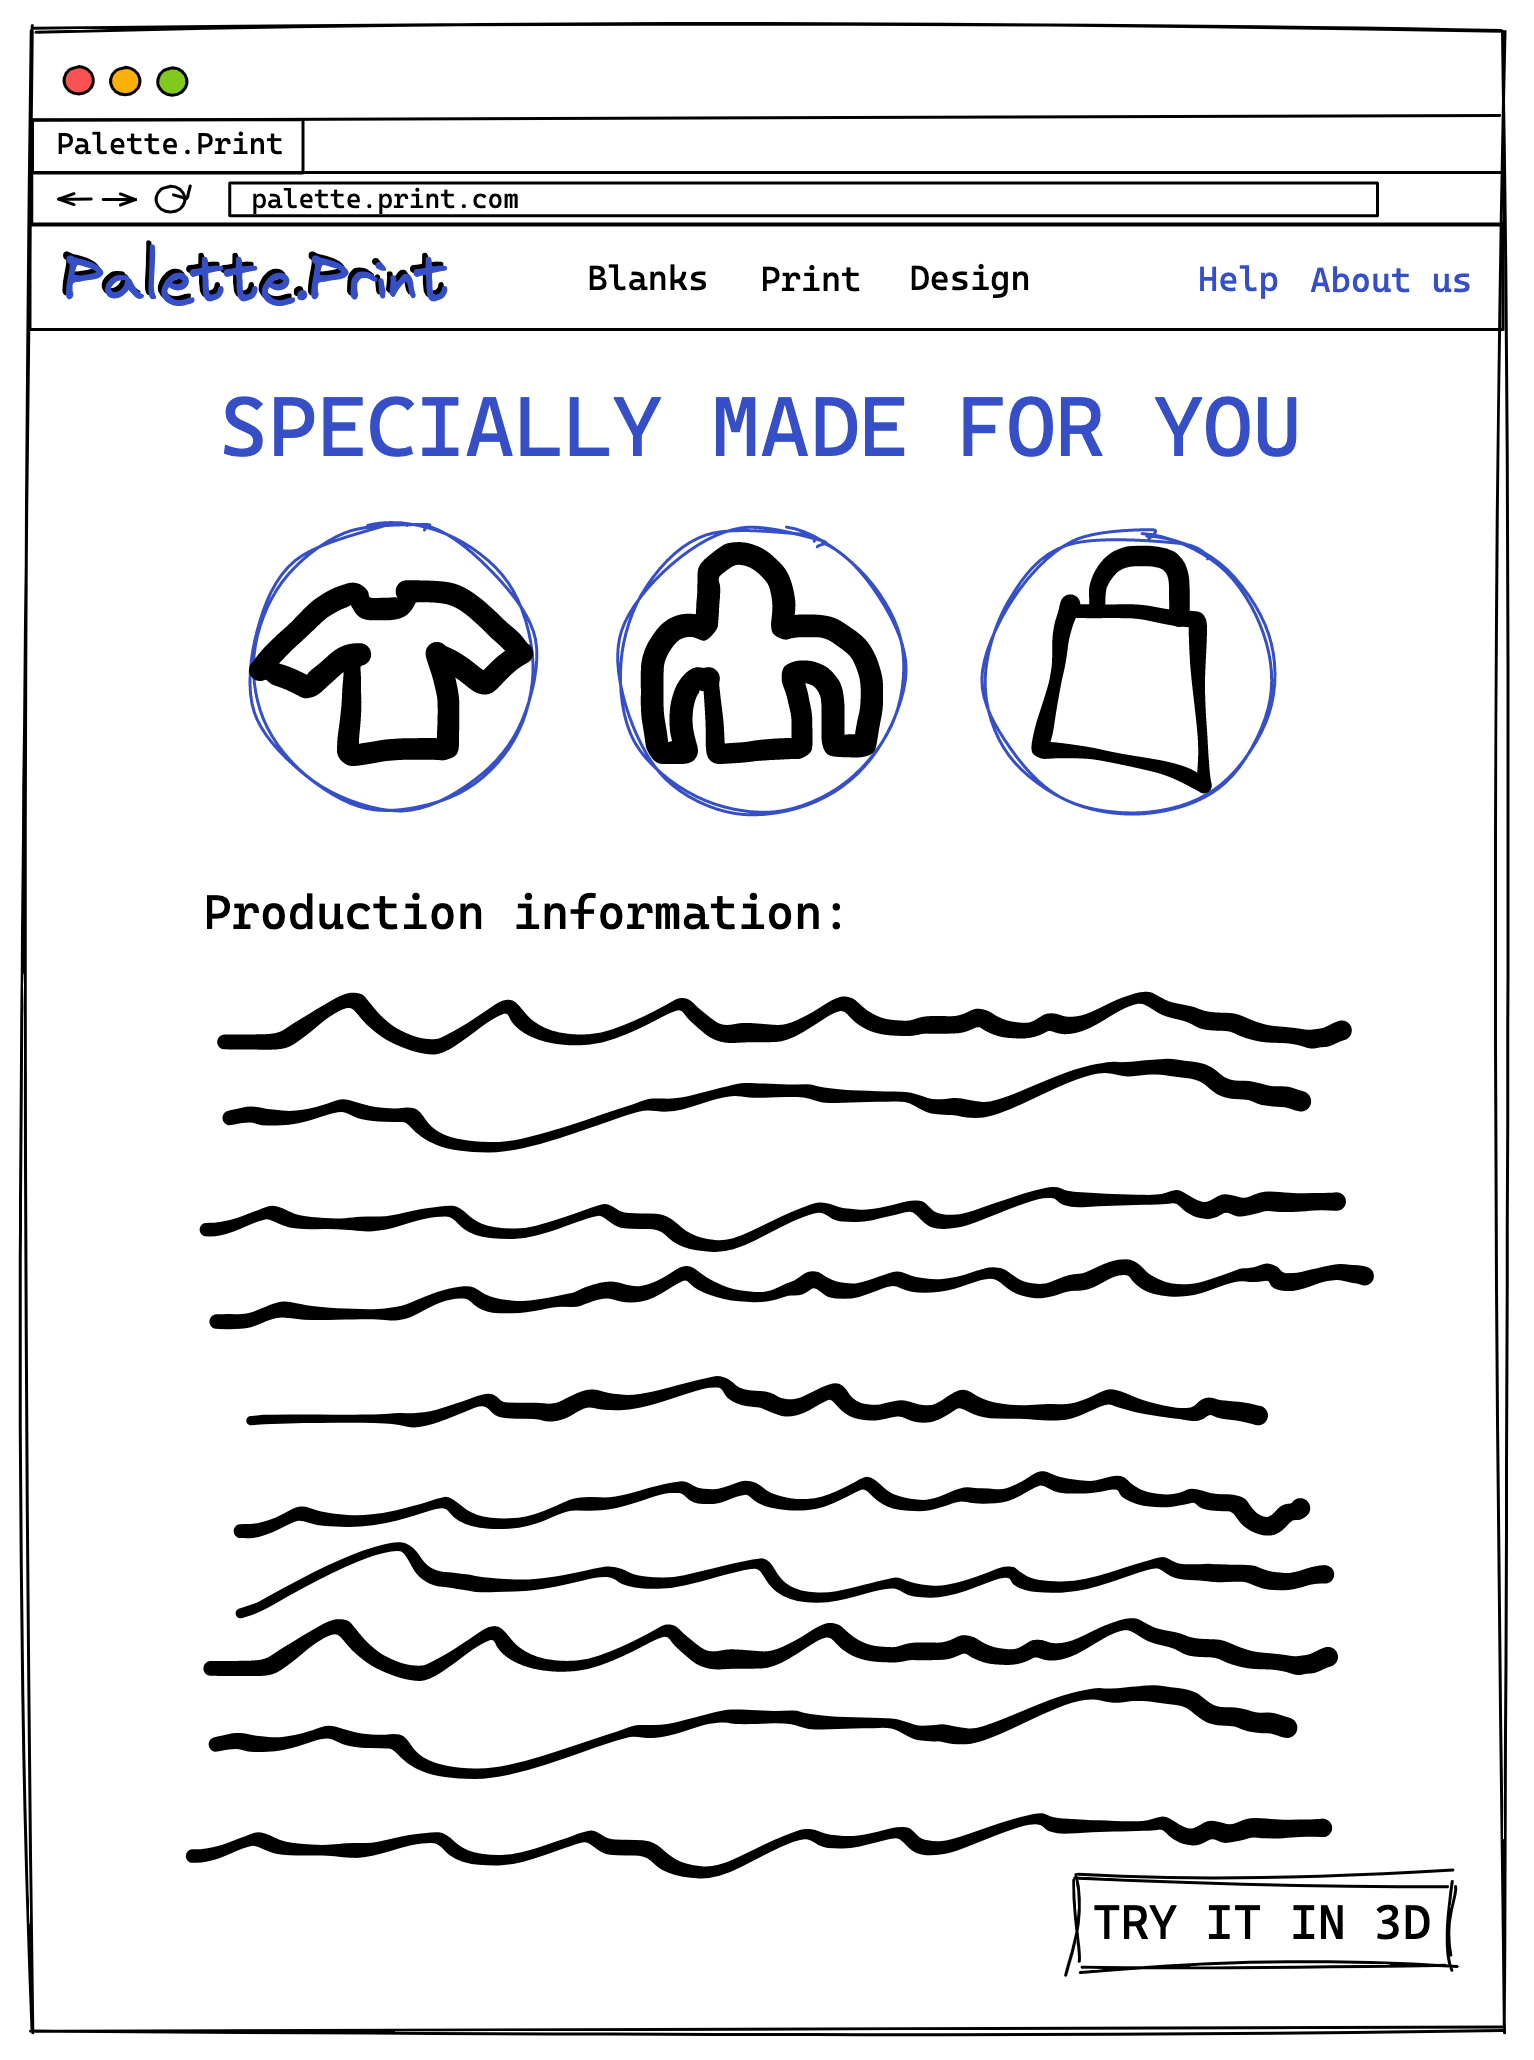 Palette.Print
palette.print.com
Palette.Print Blanks Print Design Help About us
SPECIALLY MADE FOR YOU
Production information:
TRY IT IN 3D